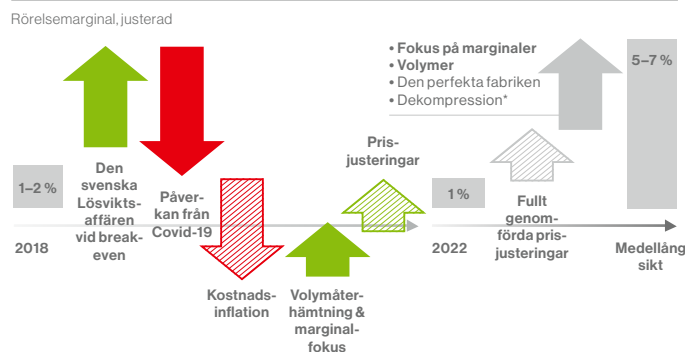 Rörelsemarginal, justerad
1–2 %
2018
Den
svenska
Lösvikts-
affären
vid break-
even
Påver-
kan från
Covid-19
Kostnads-
inflation
Volymåter-
hämtning &
marginal-
fokus
Pris-
justeringar
1 %
2022
• Fokus på marginaler
• Volymer
• Den perfekta fabriken
• Dekompression*
Fullt
genom-
förda pris-
justeringar
5–7 %
Medellång
sikt